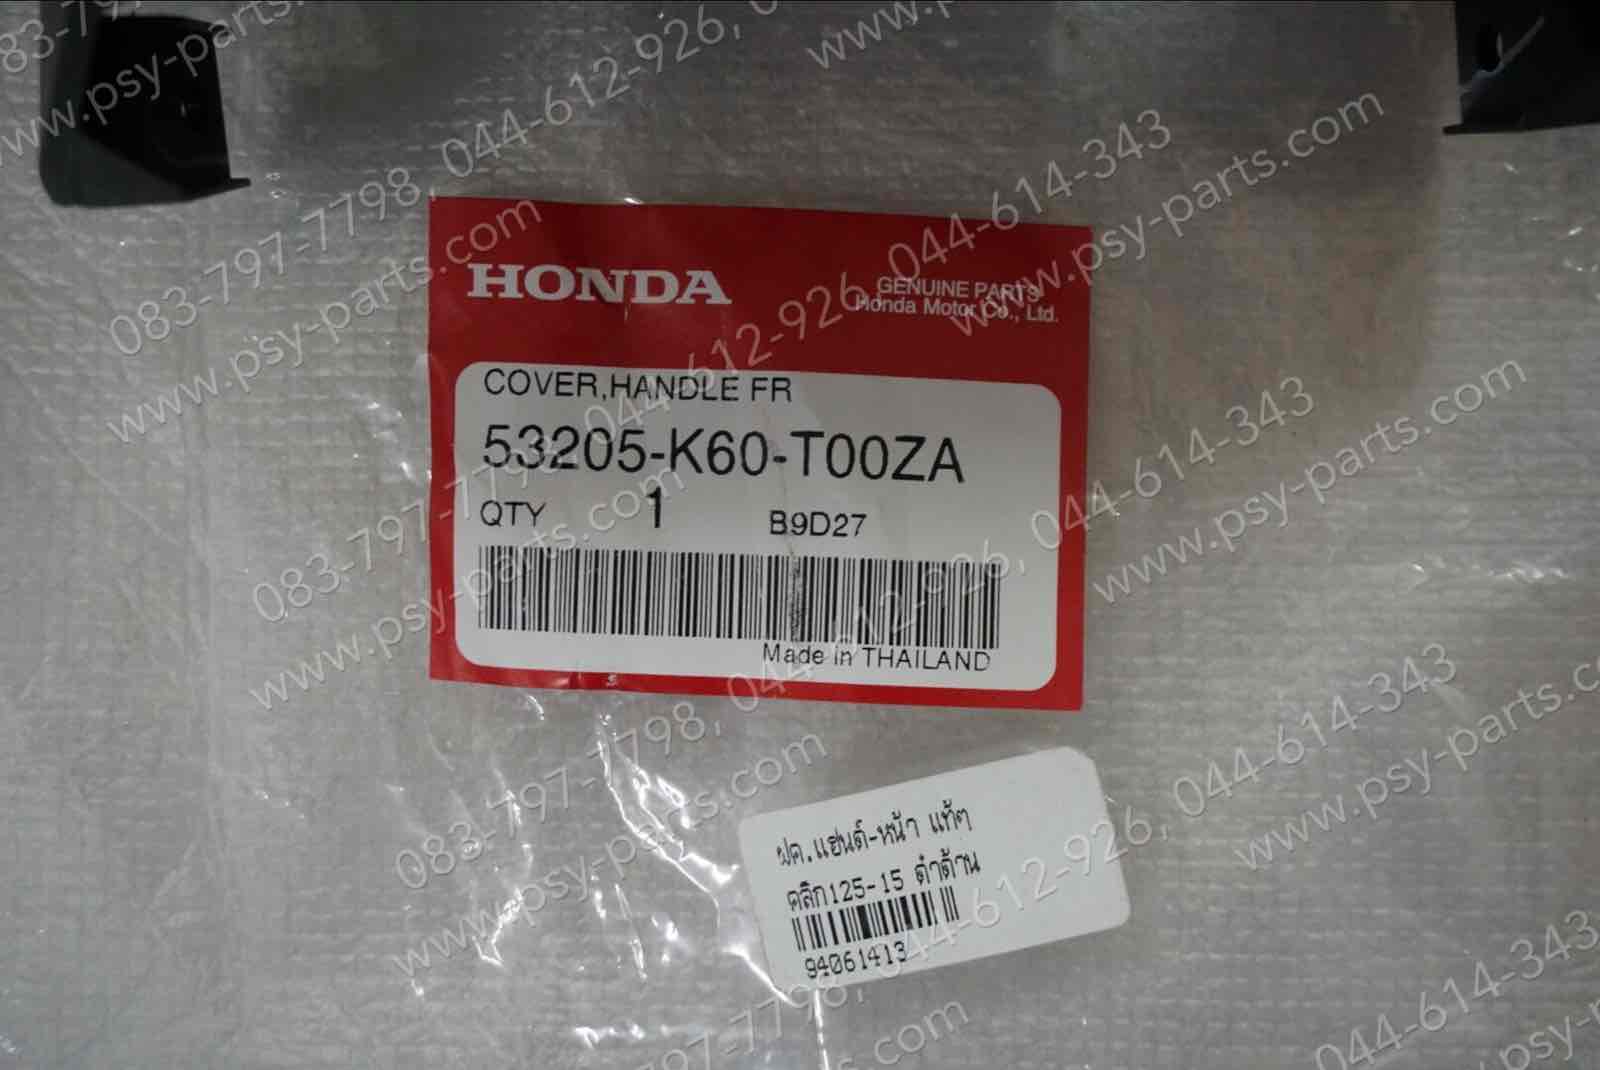 HONDA
GENUINE PARTS
Honda Motor Co., Ltd.
COVER,HANDLE FR
53205-K60-T00ZA
QTY 1 B9D27
Made in THAILAND
ฝค.แฮนด์-หน้า แท้ๆ
คลิก125-15 ดำด้าน
94061413
083-797-7798, 044-612-926, 044-614-343
www.psy-parts.com